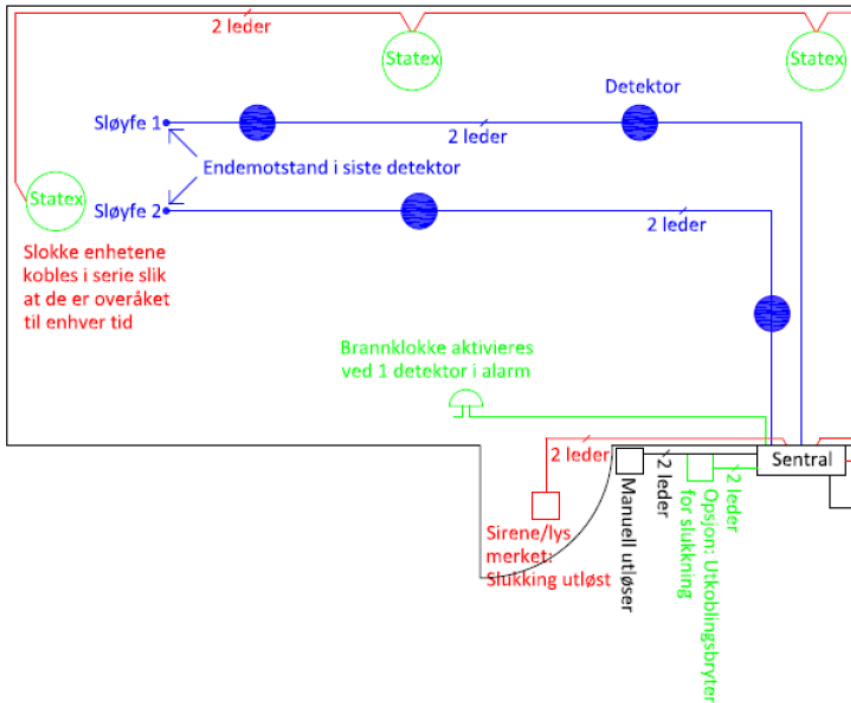 2 leder
Statex
Statex
Detektor
Sløyfe 1
2 leder
Endemotstand i siste detektor
Statex
Sløyfe 2
2 leder
Slokke enhetene
kobles i serie slik
at de er overåket
til enhver tid
Brannklokke aktivieres
ved 1 detektor i alarm
2 leder
Sentral
2 leder
2 leder
Manuell utløser
Opsjon: Utkoblingsbryter
for slukkning
Sirene/lys
merket:
Slukking utløst